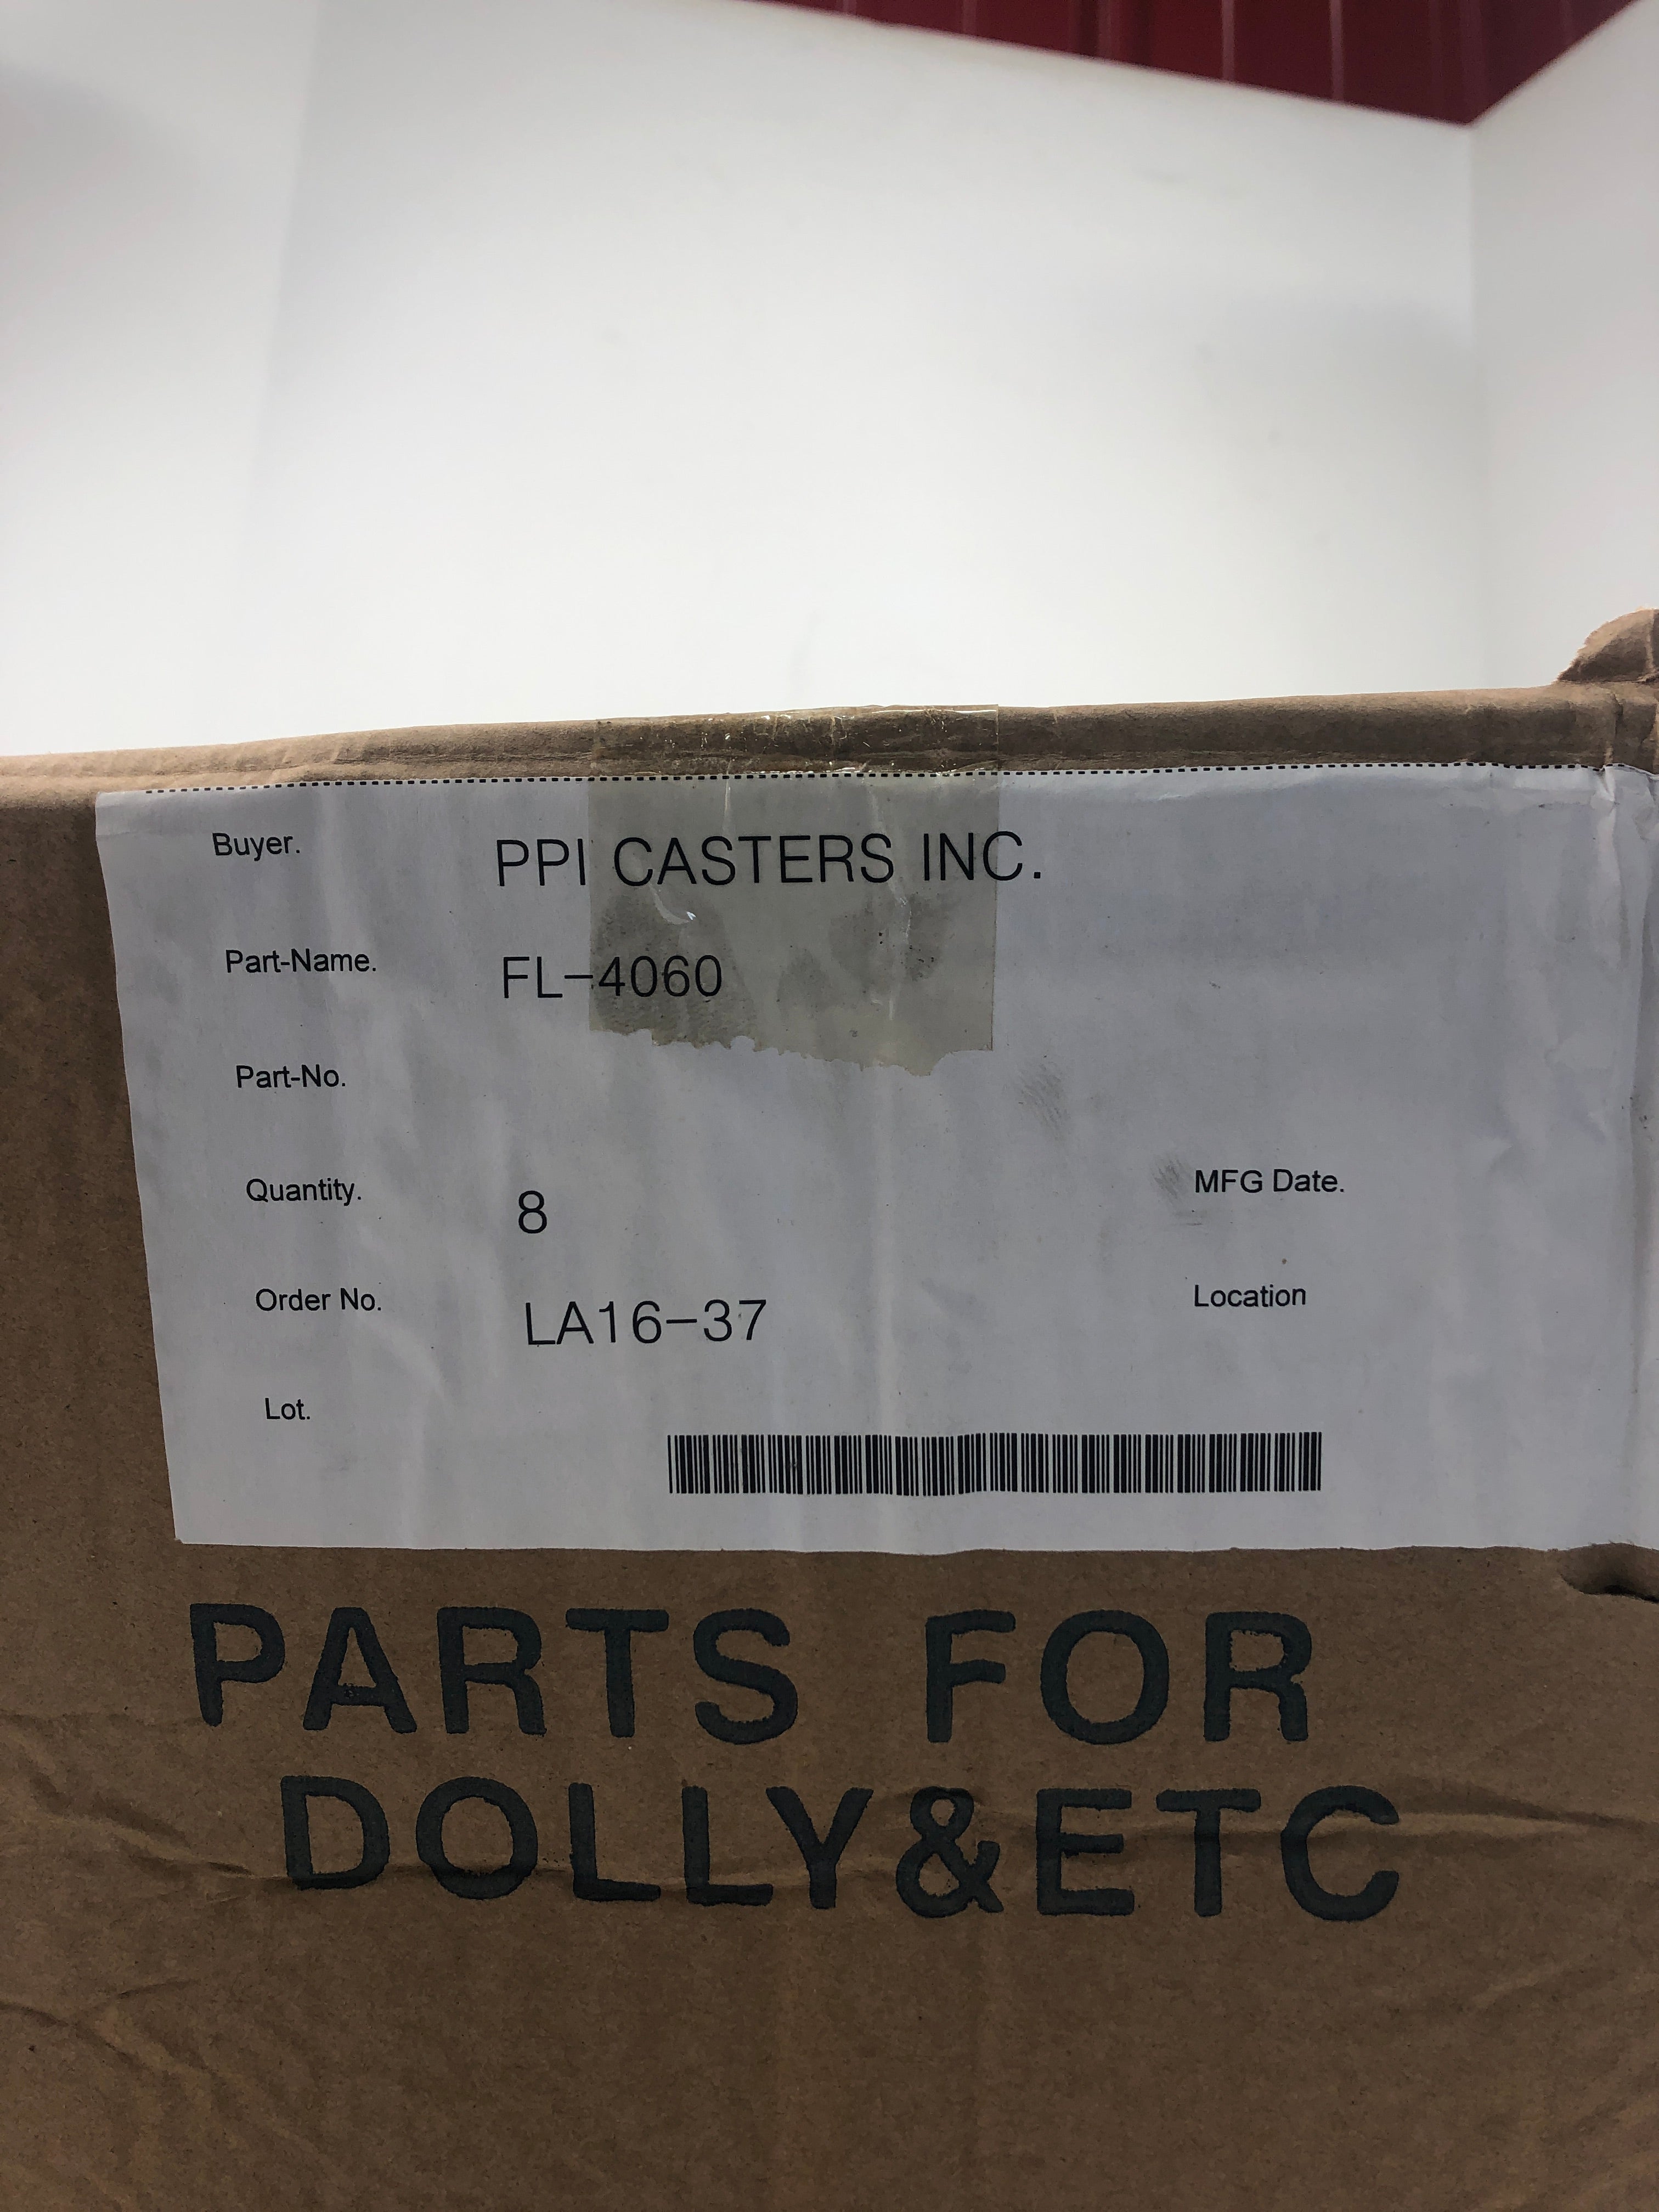 Buyer. PPI CASTERS INC.
Part-Name. FL-4060
Part-No.
Quantity. 8 MFG Date.
Order No. LA16-37 Location
Lot.
PARTS FOR
DOLLY&ETC